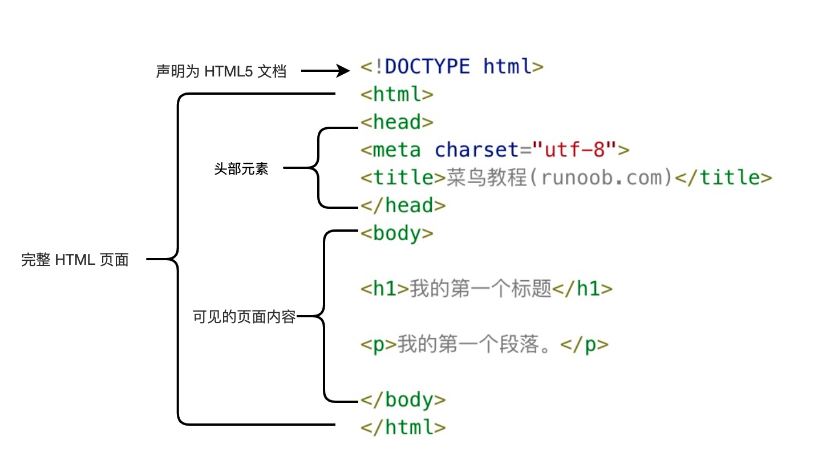 声明为 HTML5 文档
<!DOCTYPE html>
<html>
<head>
<meta charset="utf-8">
头部元素
<title>菜鸟教程(runoob.com)</title>
</head>
<body>
完整 HTML 页面
<h1>我的第一个标题</h1>
可见的页面内容
<p>我的第一个段落。</p>
</body>
</html>